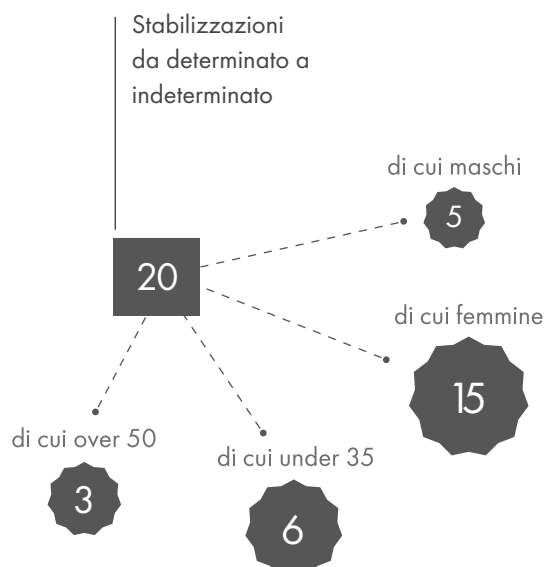 Stabilizzazioni
da determinato a
indeterminato
di cui maschi
5
20
di cui femmine
15
di cui over 50
3
di cui under 35
6